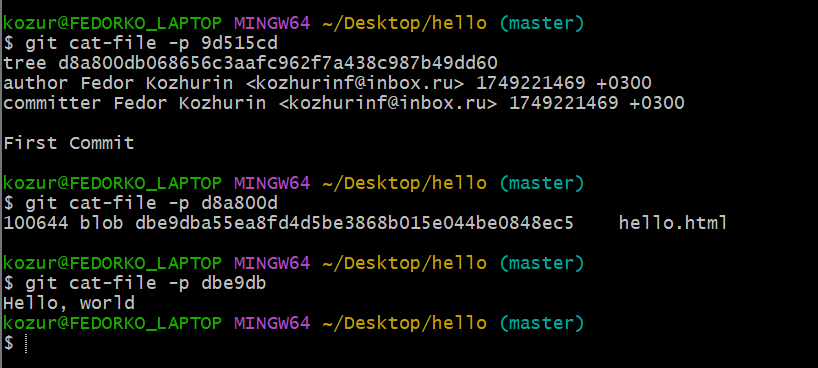 kozur@FEDORKO_LAPTOP MINGW64 ~/Desktop/hello (master)
$ git cat-file -p 9d515cd
tree d8a800db068656c3aafc962f7a438c987b49dd60
author Fedor Kozhurin <kozhurinf@inbox.ru> 1749221469 +0300
committer Fedor Kozhurin <kozhurinf@inbox.ru> 1749221469 +0300
First Commit
kozur@FEDORKO_LAPTOP MINGW64 ~/Desktop/hello (master)
$ git cat-file -p d8a800d
100644 blob dbe9dba55ea8fd4d5be3868b015e044be0848ec5    hello.html
kozur@FEDORKO_LAPTOP MINGW64 ~/Desktop/hello (master)
$ git cat-file -p dbe9db
Hello, world
kozur@FEDORKO_LAPTOP MINGW64 ~/Desktop/hello (master)
$